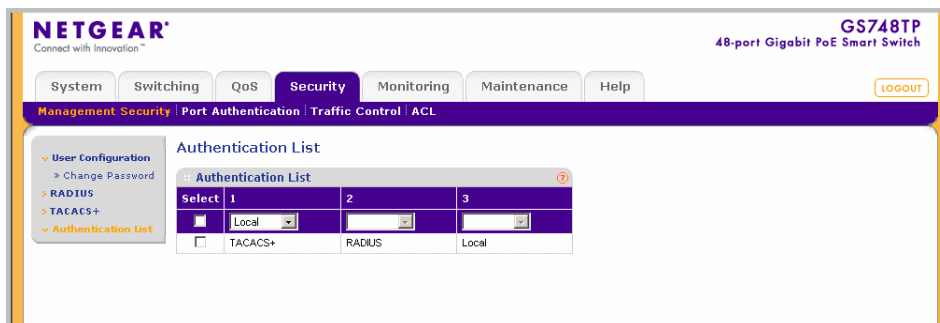 NETGEAR®
Connect with Innovation™
GS748TP
48-port Gigabit PoE Smart Switch
System Switching QoS Security Monitoring Maintenance Help
LOGOUT
Management Security Port Authentication Traffic Control ACL
User Configuration
Change Password
RADIUS
TACACS+
Authentication List
Authentication List
Authentication List ?
Select 1 2 3
Local
TACACS+ RADIUS Local